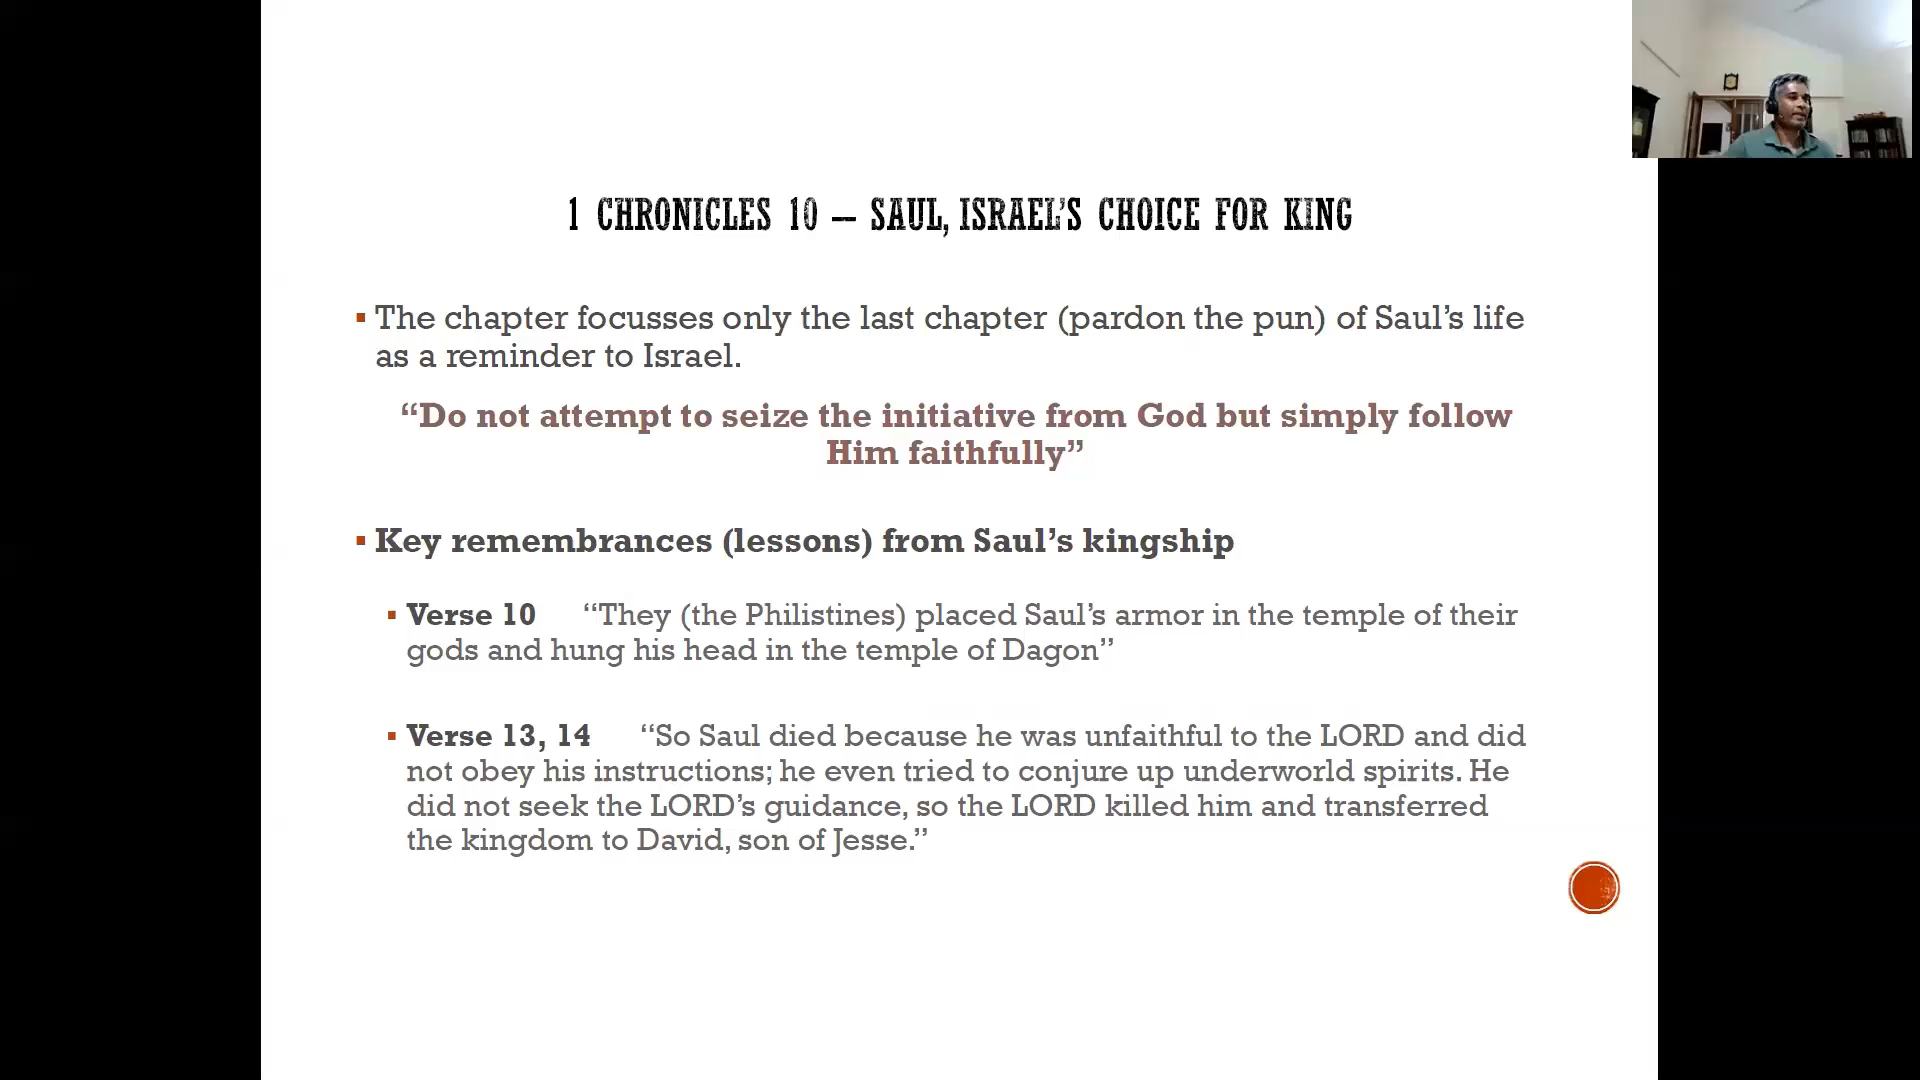 1 CHRONICLES 10 – SAUL, ISRAEL’S CHOICE FOR KING
▪ The chapter focusses only the last chapter (pardon the pun) of Saul’s life
as a reminder to Israel.
“Do not attempt to seize the initiative from God but simply follow
Him faithfully”
▪ Key remembrances (lessons) from Saul’s kingship
▪ Verse 10 “They (the Philistines) placed Saul’s armor in the temple of their
gods and hung his head in the temple of Dagon”
▪ Verse 13, 14 “So Saul died because he was unfaithful to the LORD and did
not obey his instructions; he even tried to conjure up underworld spirits. He
did not seek the LORD’s guidance, so the LORD killed him and transferred
the kingdom to David, son of Jesse.”